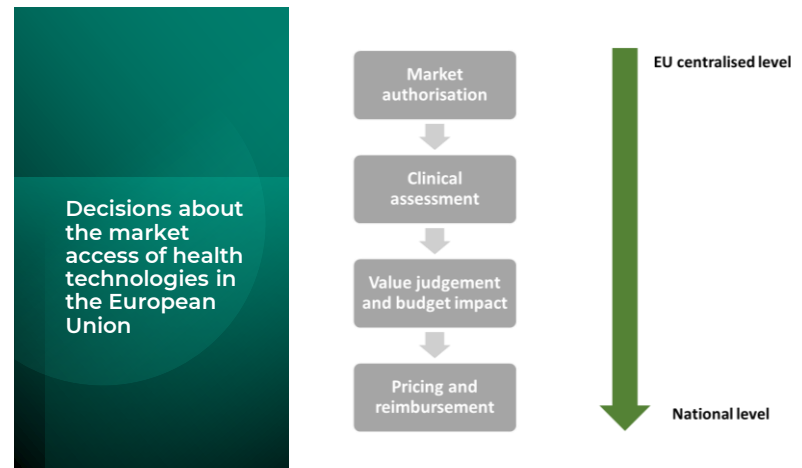 Decisions about
the market
access of health
technologies in
the European
Union
Market
authorisation
Clinical
assessment
Value judgement
and budget impact
Pricing and
reimbursement
EU centralised level
National level